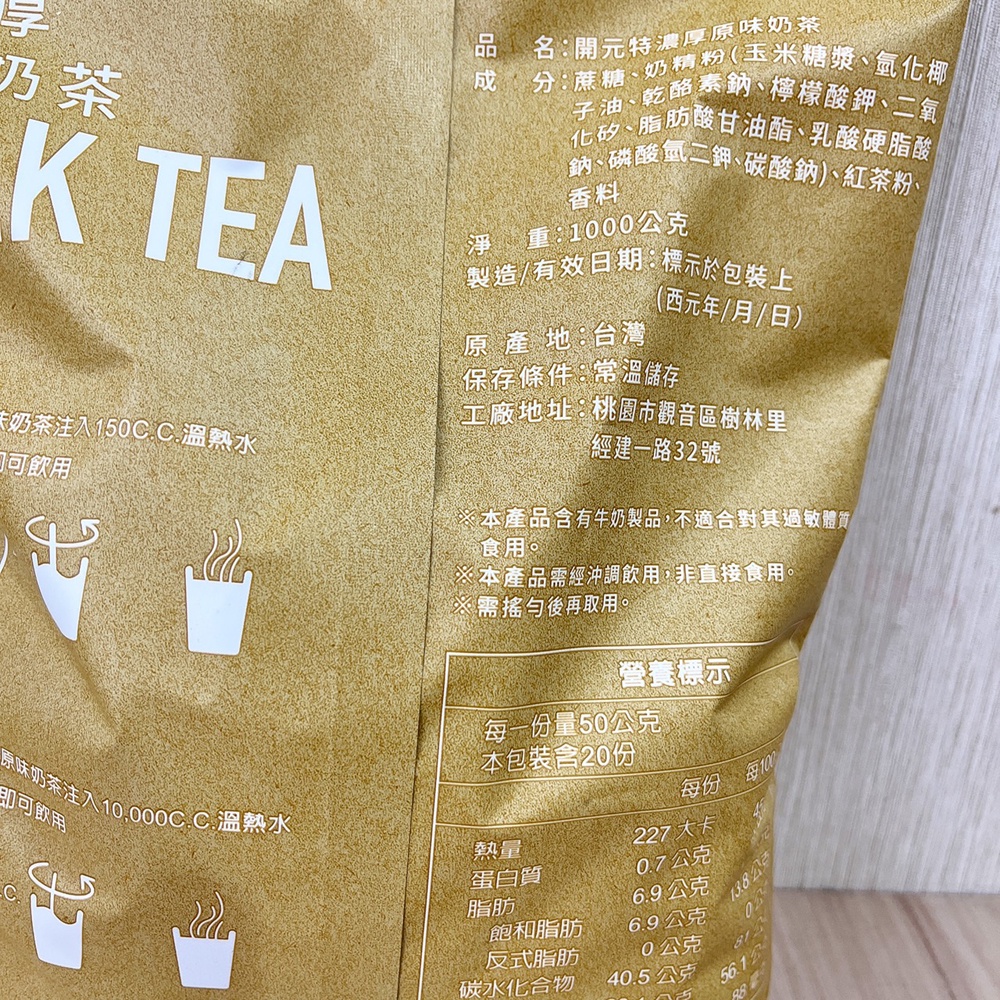 厚
奶茶
K TEA
味奶茶注入150C.C.溫熱水
即可飲用
原味奶茶注入10,000C.C.溫熱水
即可飲用
C.
品 名:開元特濃厚原味奶茶
成 分:蔗糖、奶精粉(玉米糖漿、氫化椰
子油、乾酪素鈉、檸檬酸鉀、二氧
化矽、脂肪酸甘油酯、乳酸硬脂酸
鈉、磷酸氫二鉀、碳酸鈉)、紅茶粉、
香料
淨 重:1000公克
製造/有效日期:標示於包裝上
(西元年/月/日)
原產地:台灣
保存條件:常溫儲存
工廠地址:桃園市觀音區樹林里
經建一路32號
※本產品含有牛奶製品,不適合對其過敏體質
食用。
※本產品需經沖調飲用,非直接食用。
※需搖勻後再取用。
營養標示
每一份量50公克
本包裝含20份
每份 每100
熱量 227大卡
蛋白質 0.7公克
脂肪 6.9公克 13.8公克
飽和脂肪 6.9公克
反式脂肪 0公克
碳水化合物 40.5公克